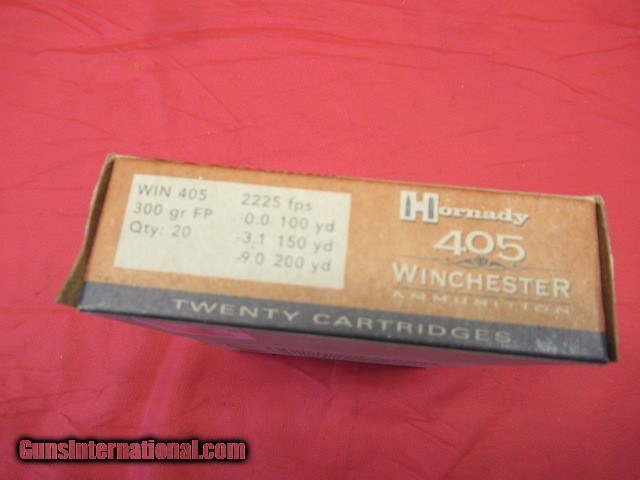 WIN 405 2225 fps
300 gr FP 0.0 100 yd
Qty: 20 -3.1 150 yd
-9.0 200 yd
Hornady
405
WINCHESTER
AMMUNITION
TWENTY CARTRIDGES
GunsInternational.com